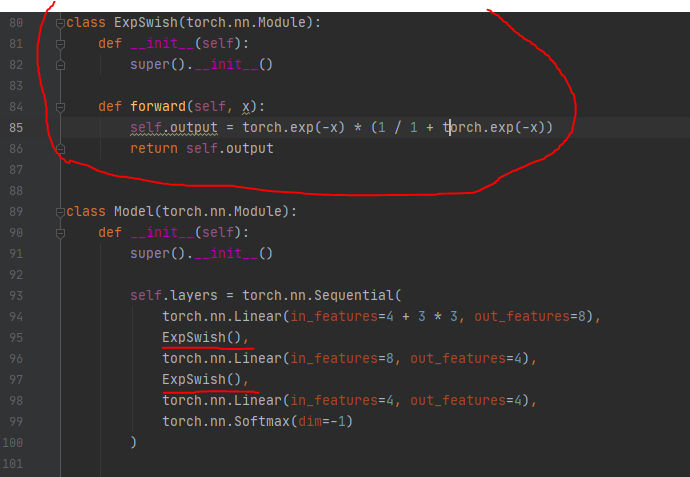 80 class ExpSwish(torch.nn.Module):
81     def __init__(self):
82         super().__init__()
83
84     def forward(self, x):
85         self.output = torch.exp(-x) * (1 / 1 + torch.exp(-x))
86         return self.output
87
88
89 class Model(torch.nn.Module):
90     def __init__(self):
91         super().__init__()
92
93         self.layers = torch.nn.Sequential(
94             torch.nn.Linear(in_features=4 + 3 * 3, out_features=8),
95             ExpSwish(),
96             torch.nn.Linear(in_features=8, out_features=4),
97             ExpSwish(),
98             torch.nn.Linear(in_features=4, out_features=4),
99             torch.nn.Softmax(dim=-1)
100         )
101